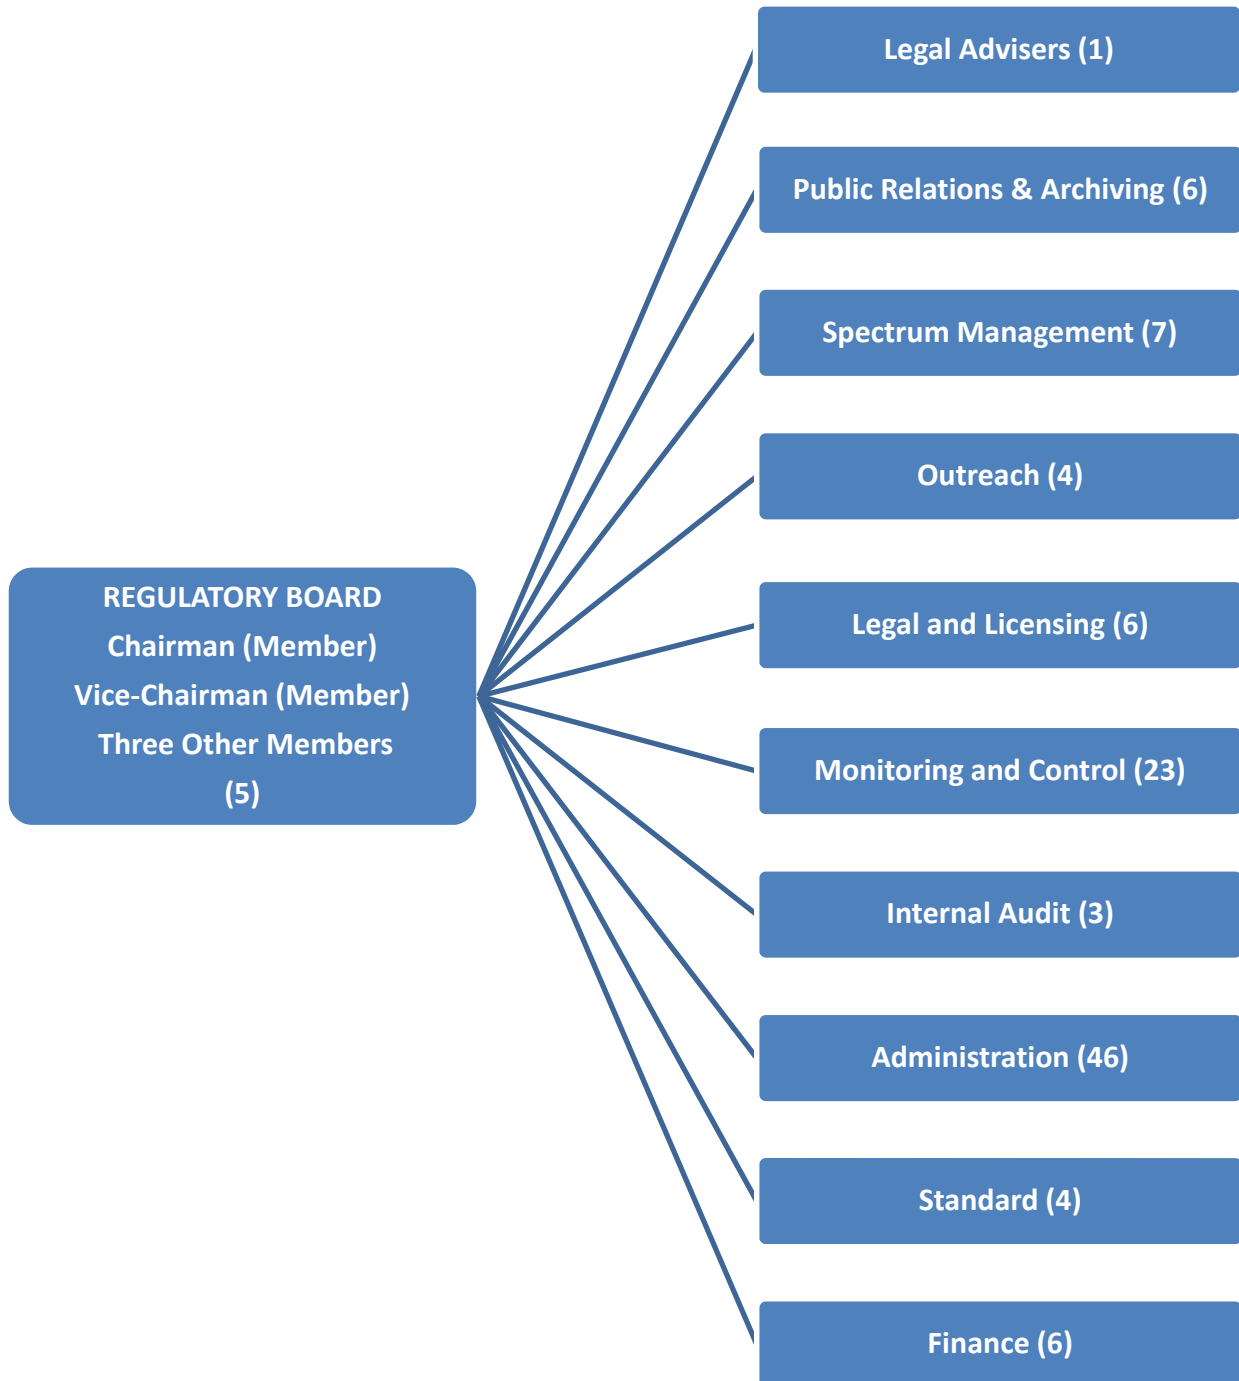 Legal Advisers (1)
Public Relations & Archiving (6)
Spectrum Management (7)
Outreach (4)
REGULATORY BOARD
Chairman (Member)
Vice-Chairman (Member)
Three Other Members
(5)
Legal and Licensing (6)
Monitoring and Control (23)
Internal Audit (3)
Administration (46)
Standard (4)
Finance (6)